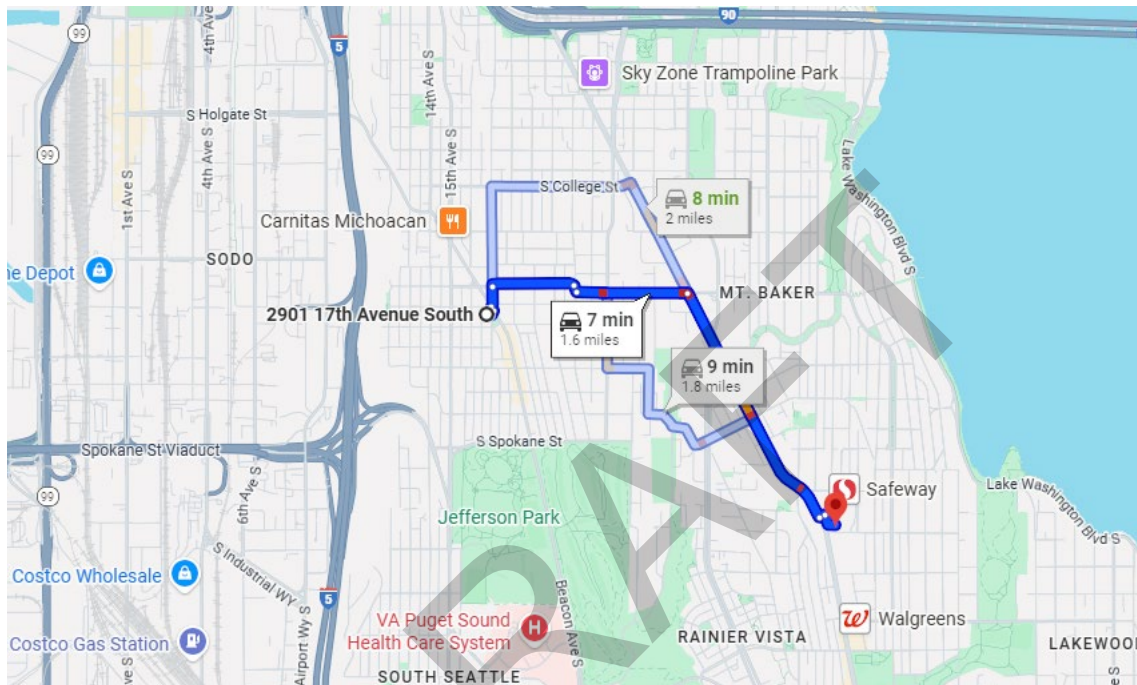 90
99
5
4th Ave S
14th Ave S
Sky Zone Trampoline Park
S Holgate St
99
1st Ave S
4th Ave S
15th Ave S
Lake Washington Blvd S
S College St
8 min
2 miles
Carnitas Michoacan
SODO
ne Depot
MT. BAKER
2901 17th Avenue South
7 min
1.6 miles
9 min
1.8 miles
S Spokane St
Spokane St Viaduct
6th Ave S
99
Safeway
Lake Washington Blvd S
Jefferson Park
S Industrial WY
Costco Wholesale
5
Beacon Ave S
VA Puget Sound
Health Care System
H
Walgreens
RAINIER VISTA
LAKEWOO
Costco Gas Station
Airport Wy S
SOUTH SEATTLE
e S
DRAFT